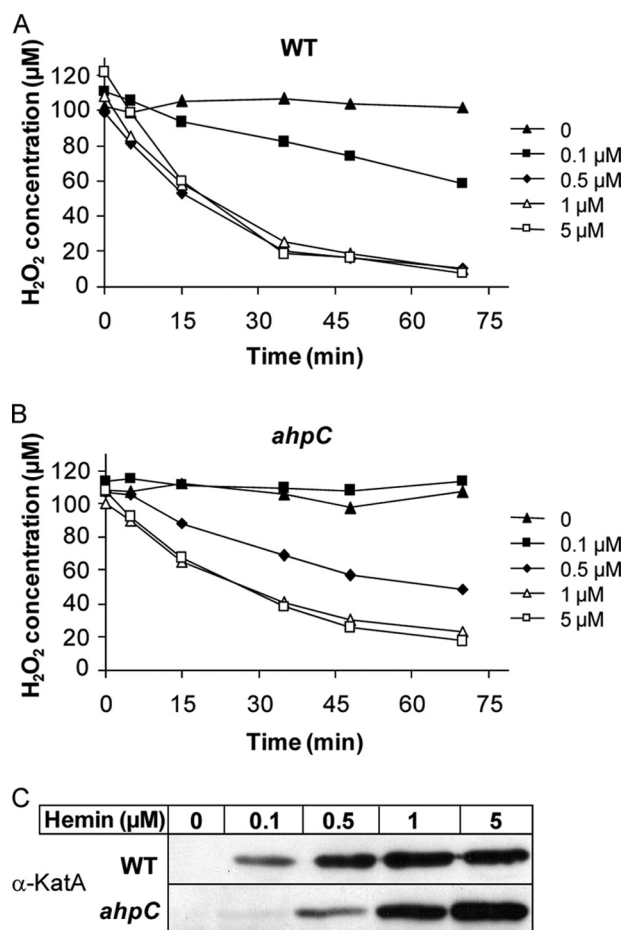 A
WT
H₂O₂ concentration (µM)
120
100
80
60
40
20
0
0 15 30 45 60 75
Time (min)
0
0.1 µM
0.5 µM
1 µM
5 µM
B
ahpC
H₂O₂ concentration (µM)
120
100
80
60
40
20
0
0 15 30 45 60 75
Time (min)
0
0.1 µM
0.5 µM
1 µM
5 µM
C
Hemin (µM) 0 0.1 0.5 1 5
α-KatA
WT
ahpC